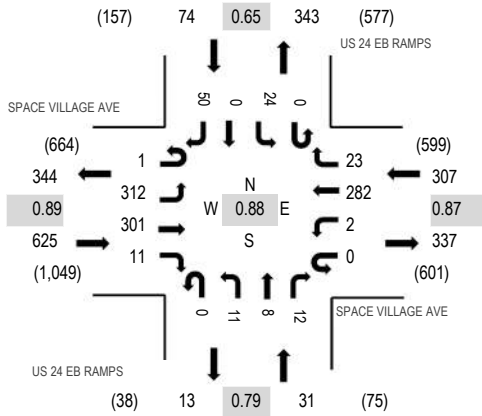 (157) 74 0.65 343 (577)
US 24 EB RAMPS
50 0 24 0
SPACE VILLAGE AVE
(664) (599)
1 23
344 307
312 N 282
0.89 W 0.88 E 0.87
301 S 2
625 337
11 0
(1,049) (601)
0 11 8 12
SPACE VILLAGE AVE
US 24 EB RAMPS
(38) 13 0.79 31 (75)